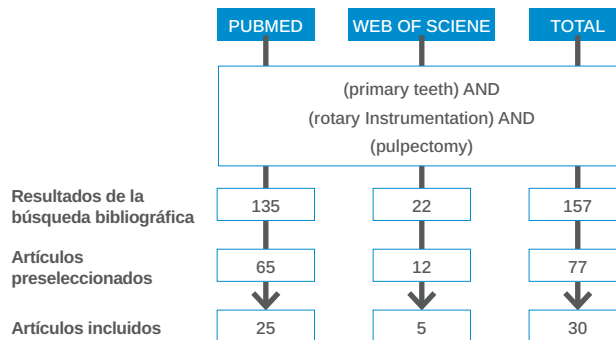 PUBMED WEB OF SCIENE TOTAL
(primary teeth) AND
(rotary Instrumentation) AND
(pulpectomy)
Resultados de la
búsqueda bibliográfica 135 22 157
Artículos
preseleccionados 65 12 77
Artículos incluidos 25 5 30